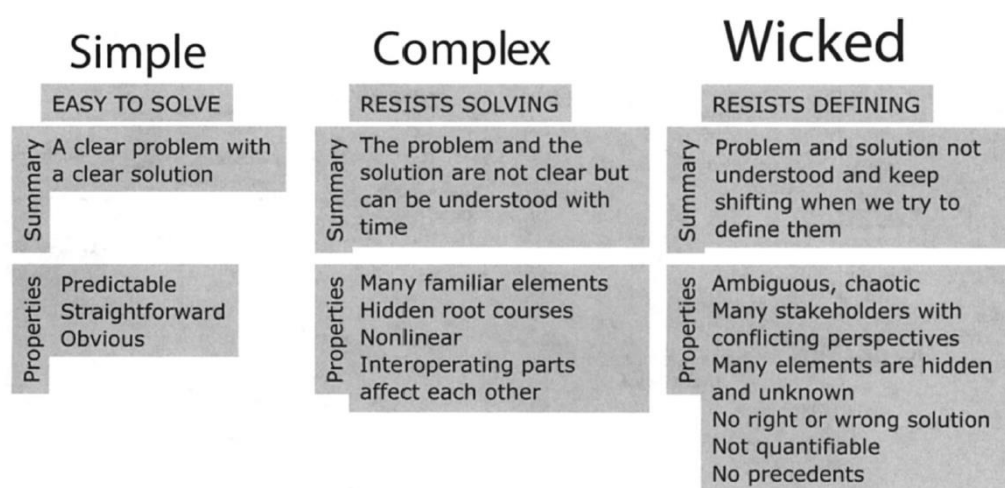 Simple
EASY TO SOLVE
Summary
A clear problem with
a clear solution
Properties
Predictable
Straightforward
Obvious
Complex
RESISTS SOLVING
Summary
The problem and the
solution are not clear but
can be understood with
time
Properties
Many familiar elements
Hidden root courses
Nonlinear
Interoperating parts
affect each other
Wicked
RESISTS DEFINING
Summary
Problem and solution not
understood and keep
shifting when we try to
define them
Properties
Ambiguous, chaotic
Many stakeholders with
conflicting perspectives
Many elements are hidden
and unknown
No right or wrong solution
Not quantifiable
No precedents